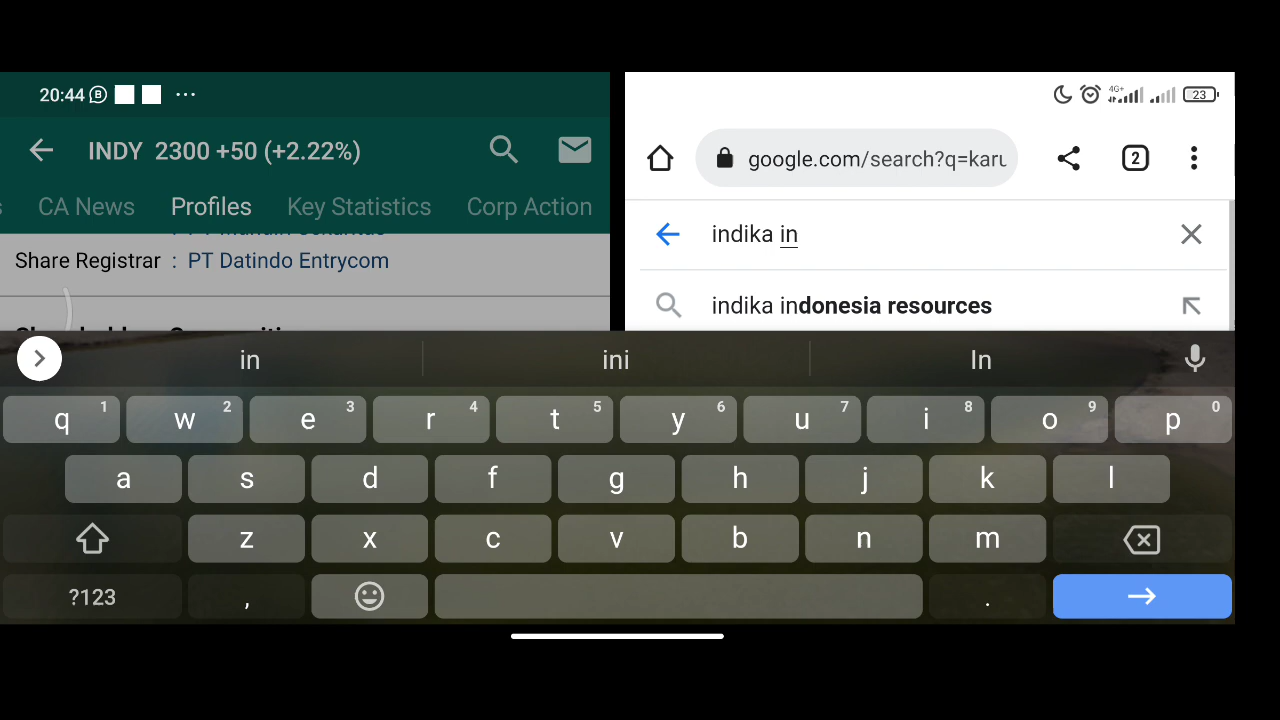 20:44
INDY 2300 +50 (+2.22%)
CA News Profiles Key Statistics Corp Action
Share Registrar : PT Datindo Entrycom
4G+ 23
google.com/search?q=karu
2
indika in
indika indonesia resources
in ini In
q 1 w 2 e 3 r 4 t 5 y 6 u 7 i 8 o 9 p 0
a s d f g h j k l
z x c v b n m
?123 , .